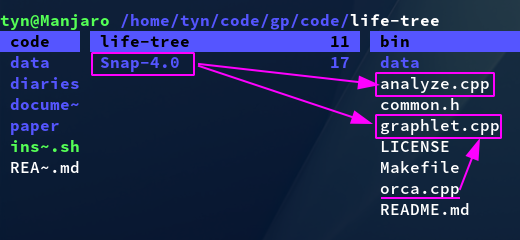 tyn@Manjaro /home/tyn/code/gp/code/life-tree
code life-tree 11 bin
data Snap-4.0 17 data
diaries analyze.cpp
docume~ common.h
paper graphlet.cpp
ins~.sh LICENSE
REA~.md Makefile
orca.cpp
README.md